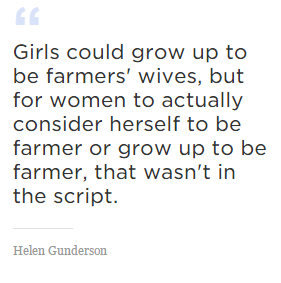 “
Girls could grow up to
be farmers' wives, but
for women to actually
consider herself to be
farmer or grow up to be
farmer, that wasn't in
the script.
Helen Gunderson